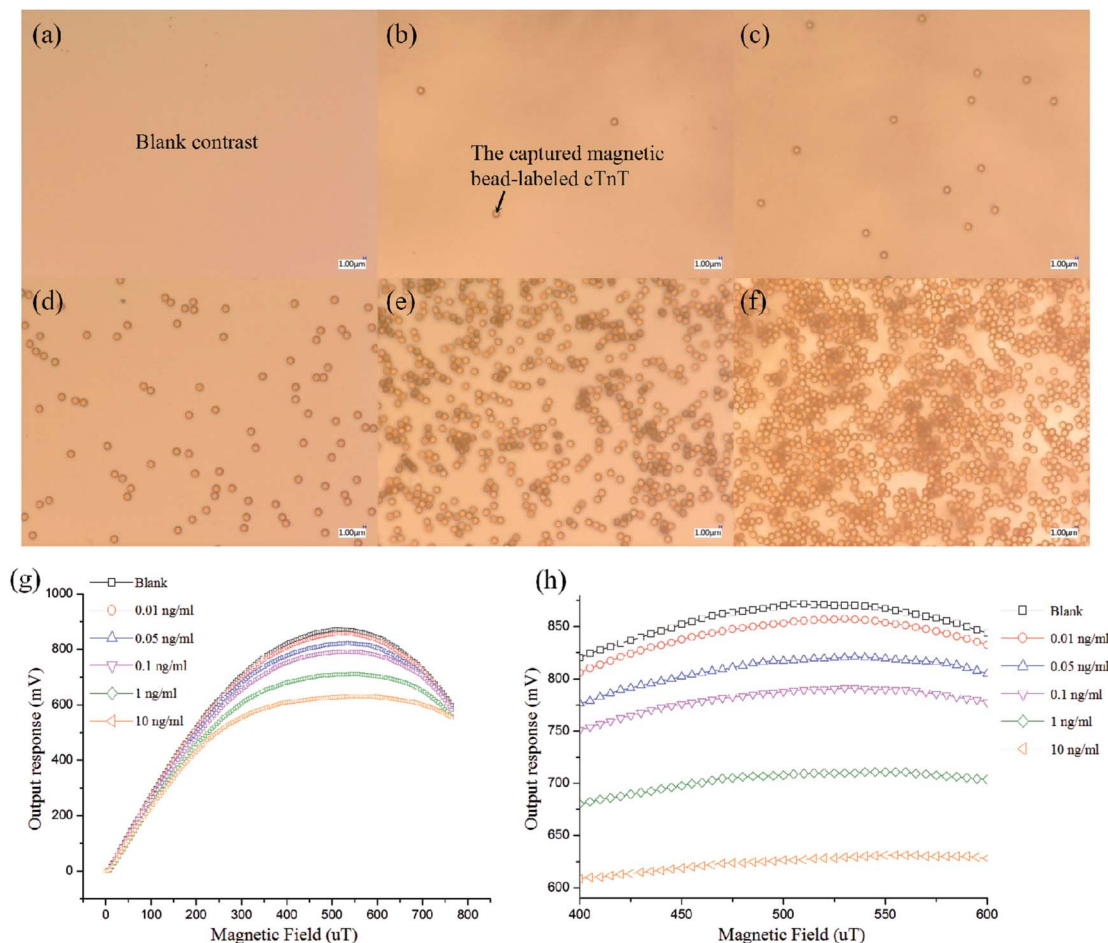 (a)
Blank contrast
1.00μm
(b)
The captured magnetic
bead-labeled cTnT
1.00μm
(c)
1.00μm
(d)
1.00μm
(e)
1.00μm
(f)
1.00μm
(g)
Blank
0.01 ng/ml
0.05 ng/ml
0.1 ng/ml
1 ng/ml
10 ng/ml
1000
800
600
400
200
0
Output response (mV)
0 100 200 300 400 500 600 700 800
Magnetic Field (uT)
(h)
850
800
750
700
650
600
Output response (mV)
400 450 500 550 600
Magnetic Field (uT)
Blank
0.01 ng/ml
0.05 ng/ml
0.1 ng/ml
1 ng/ml
10 ng/ml